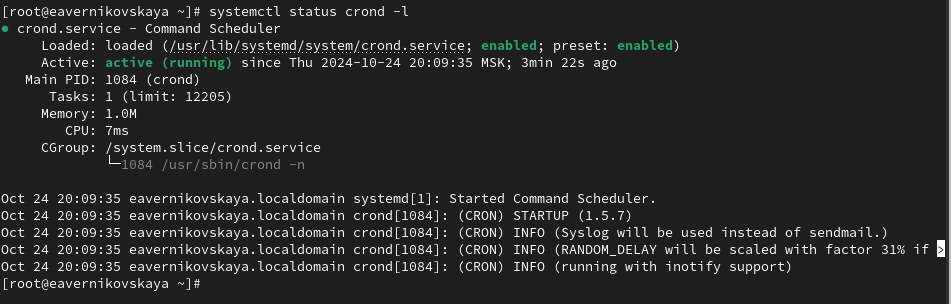 [root@eavernikovskaya ~]# systemctl status crond -l
● crond.service - Command Scheduler
     Loaded: loaded (/usr/lib/systemd/system/crond.service; enabled; preset: enabled)
     Active: active (running) since Thu 2024-10-24 20:09:35 MSK; 3min 22s ago
   Main PID: 1084 (crond)
      Tasks: 1 (limit: 12205)
     Memory: 1.0M
        CPU: 7ms
     CGroup: /system.slice/crond.service
             └─1084 /usr/sbin/crond -n

Oct 24 20:09:35 eavernikovskaya.localdomain systemd[1]: Started Command Scheduler.
Oct 24 20:09:35 eavernikovskaya.localdomain crond[1084]: (CRON) STARTUP (1.5.7)
Oct 24 20:09:35 eavernikovskaya.localdomain crond[1084]: (CRON) INFO (Syslog will be used instead of sendmail.)
Oct 24 20:09:35 eavernikovskaya.localdomain crond[1084]: (CRON) INFO (RANDOM_DELAY will be scaled with factor 31% if >
Oct 24 20:09:35 eavernikovskaya.localdomain crond[1084]: (CRON) INFO (running with inotify support)
[root@eavernikovskaya ~]#